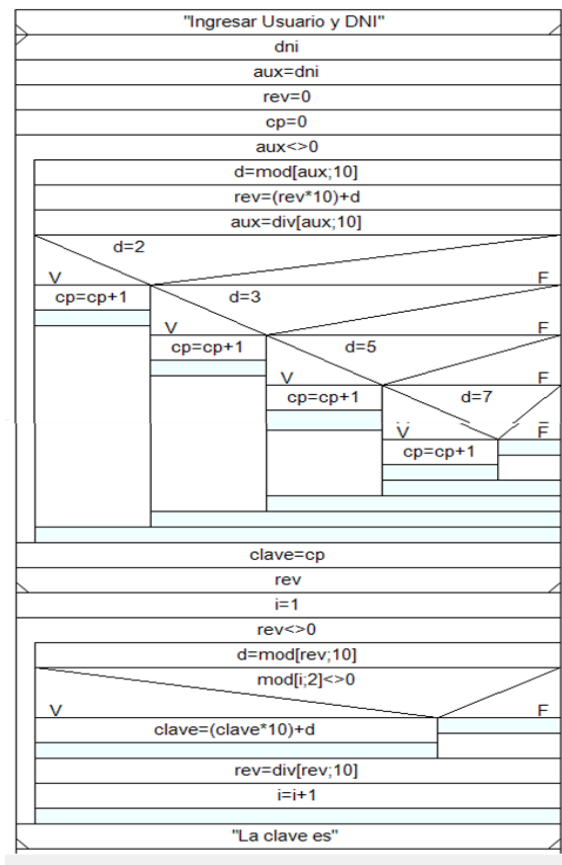 "Ingresar Usuario y DNI"
dni
aux=dni
rev=0
cp=0
aux<>0
d=mod[aux;10]
rev=(rev*10)+d
aux=div[aux;10]
d=2
V F
cp=cp+1 d=3
V F
cp=cp+1 d=5
V F
cp=cp+1 d=7
V F
cp=cp+1
clave=cp
rev
i=1
rev<>0
d=mod[rev;10]
mod[i;2]<>0
V F
clave=(clave*10)+d
rev=div[rev;10]
i=i+1
"La clave es"